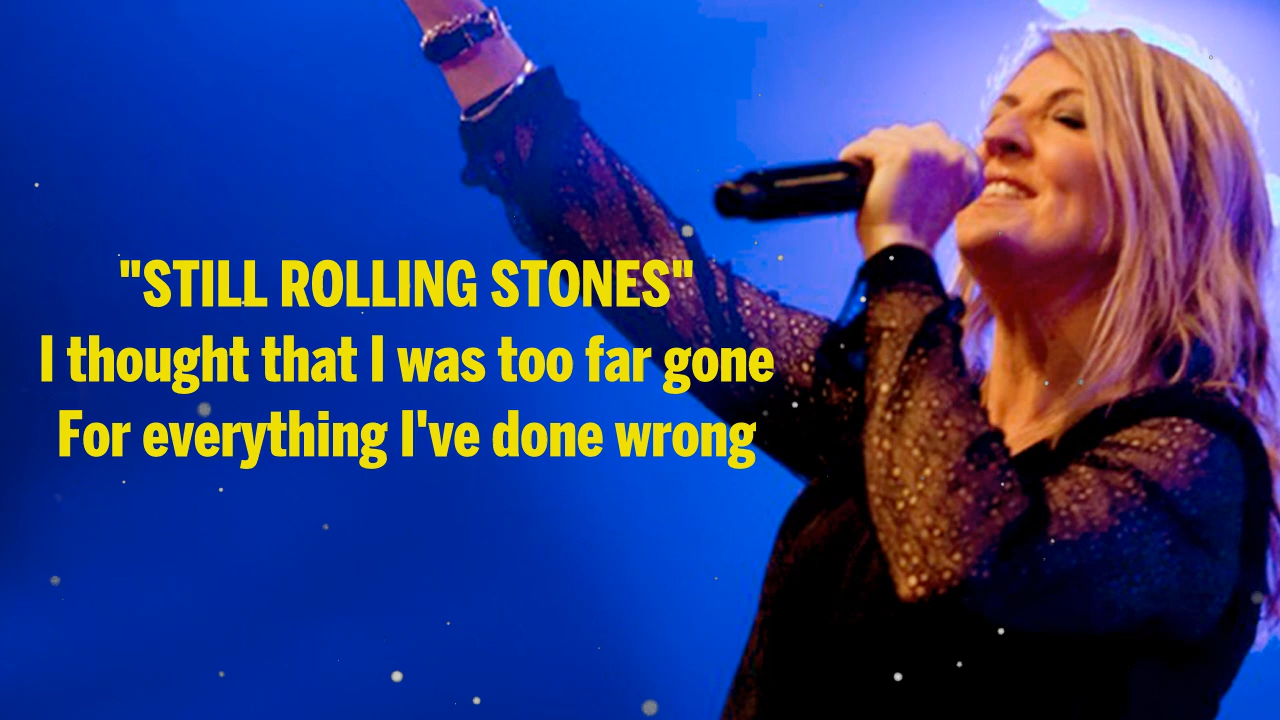 "STILL ROLLING STONES"
I thought that I was too far gone
For everything I've done wrong